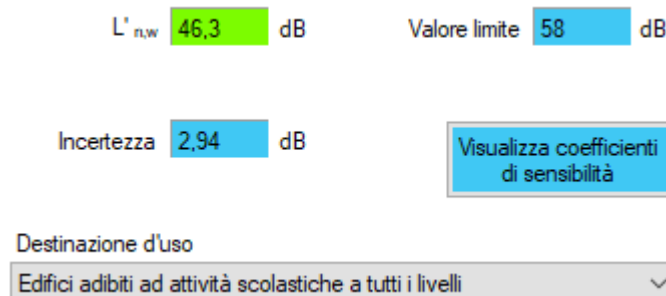 L' n,w 46,3 dB Valore limite 58 dB
Incertezza 2,94 dB Visualizza coefficienti
di sensibilità
Destinazione d'uso
Edifici adibiti ad attività scolastiche a tutti i livelli